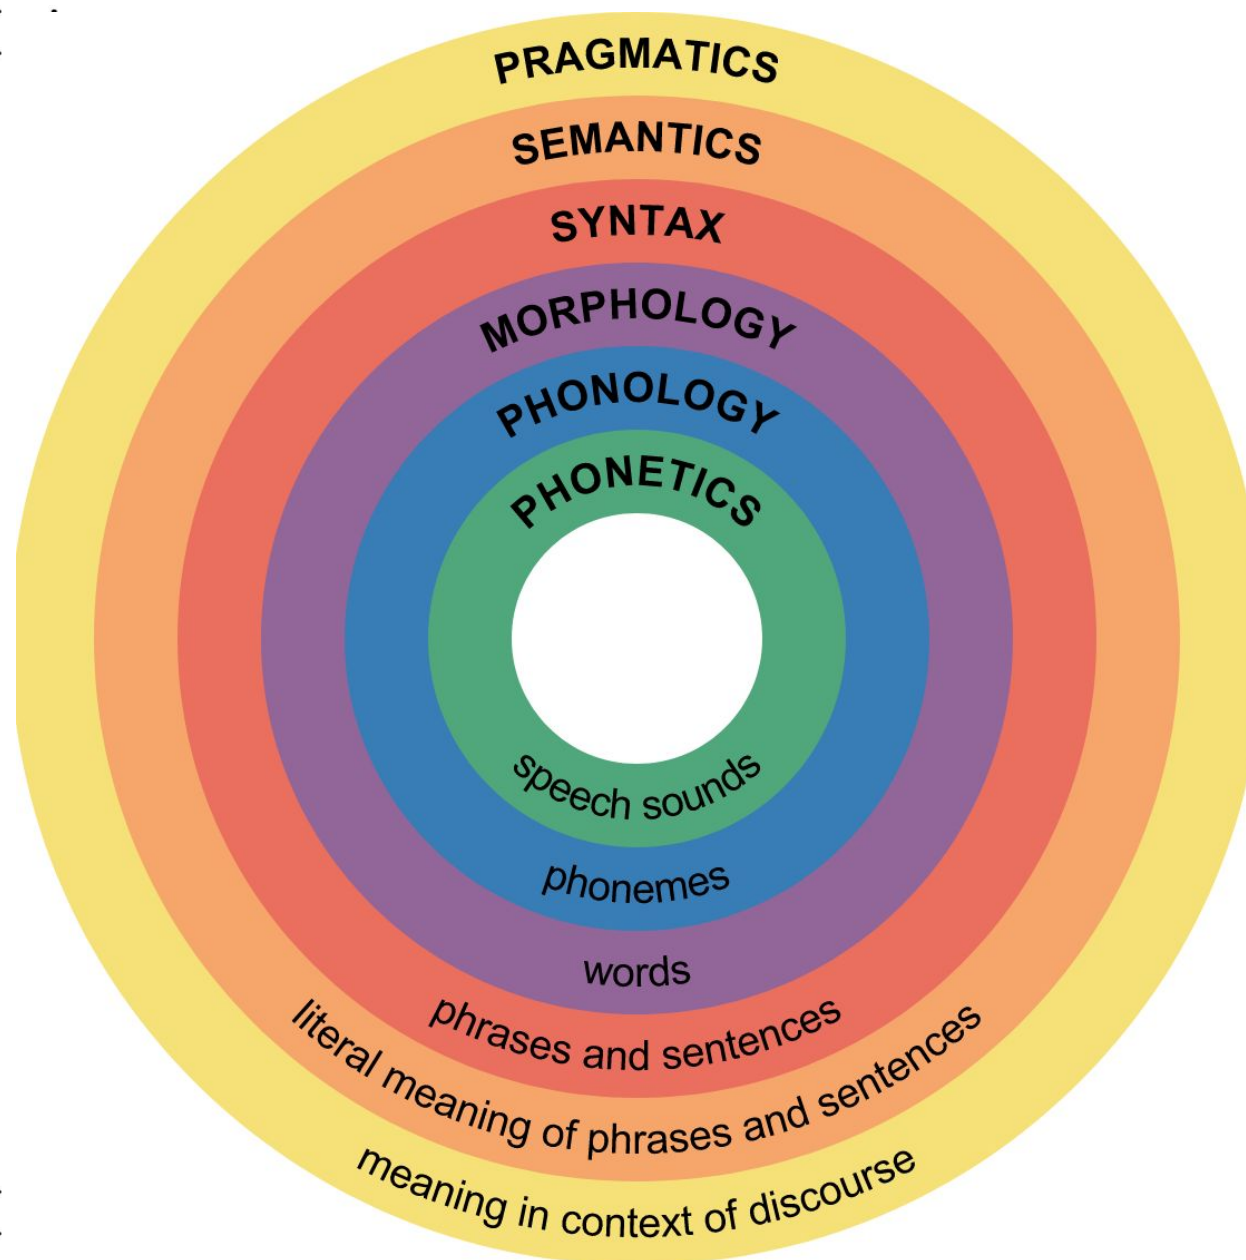 PRAGMATICS
SEMANTICS
SYNTAX
MORPHOLOGY
PHONOLOGY
PHONETICS
speech sounds
phonemes
words
phrases and sentences
literal meaning of phrases and sentences
meaning in context of discourse